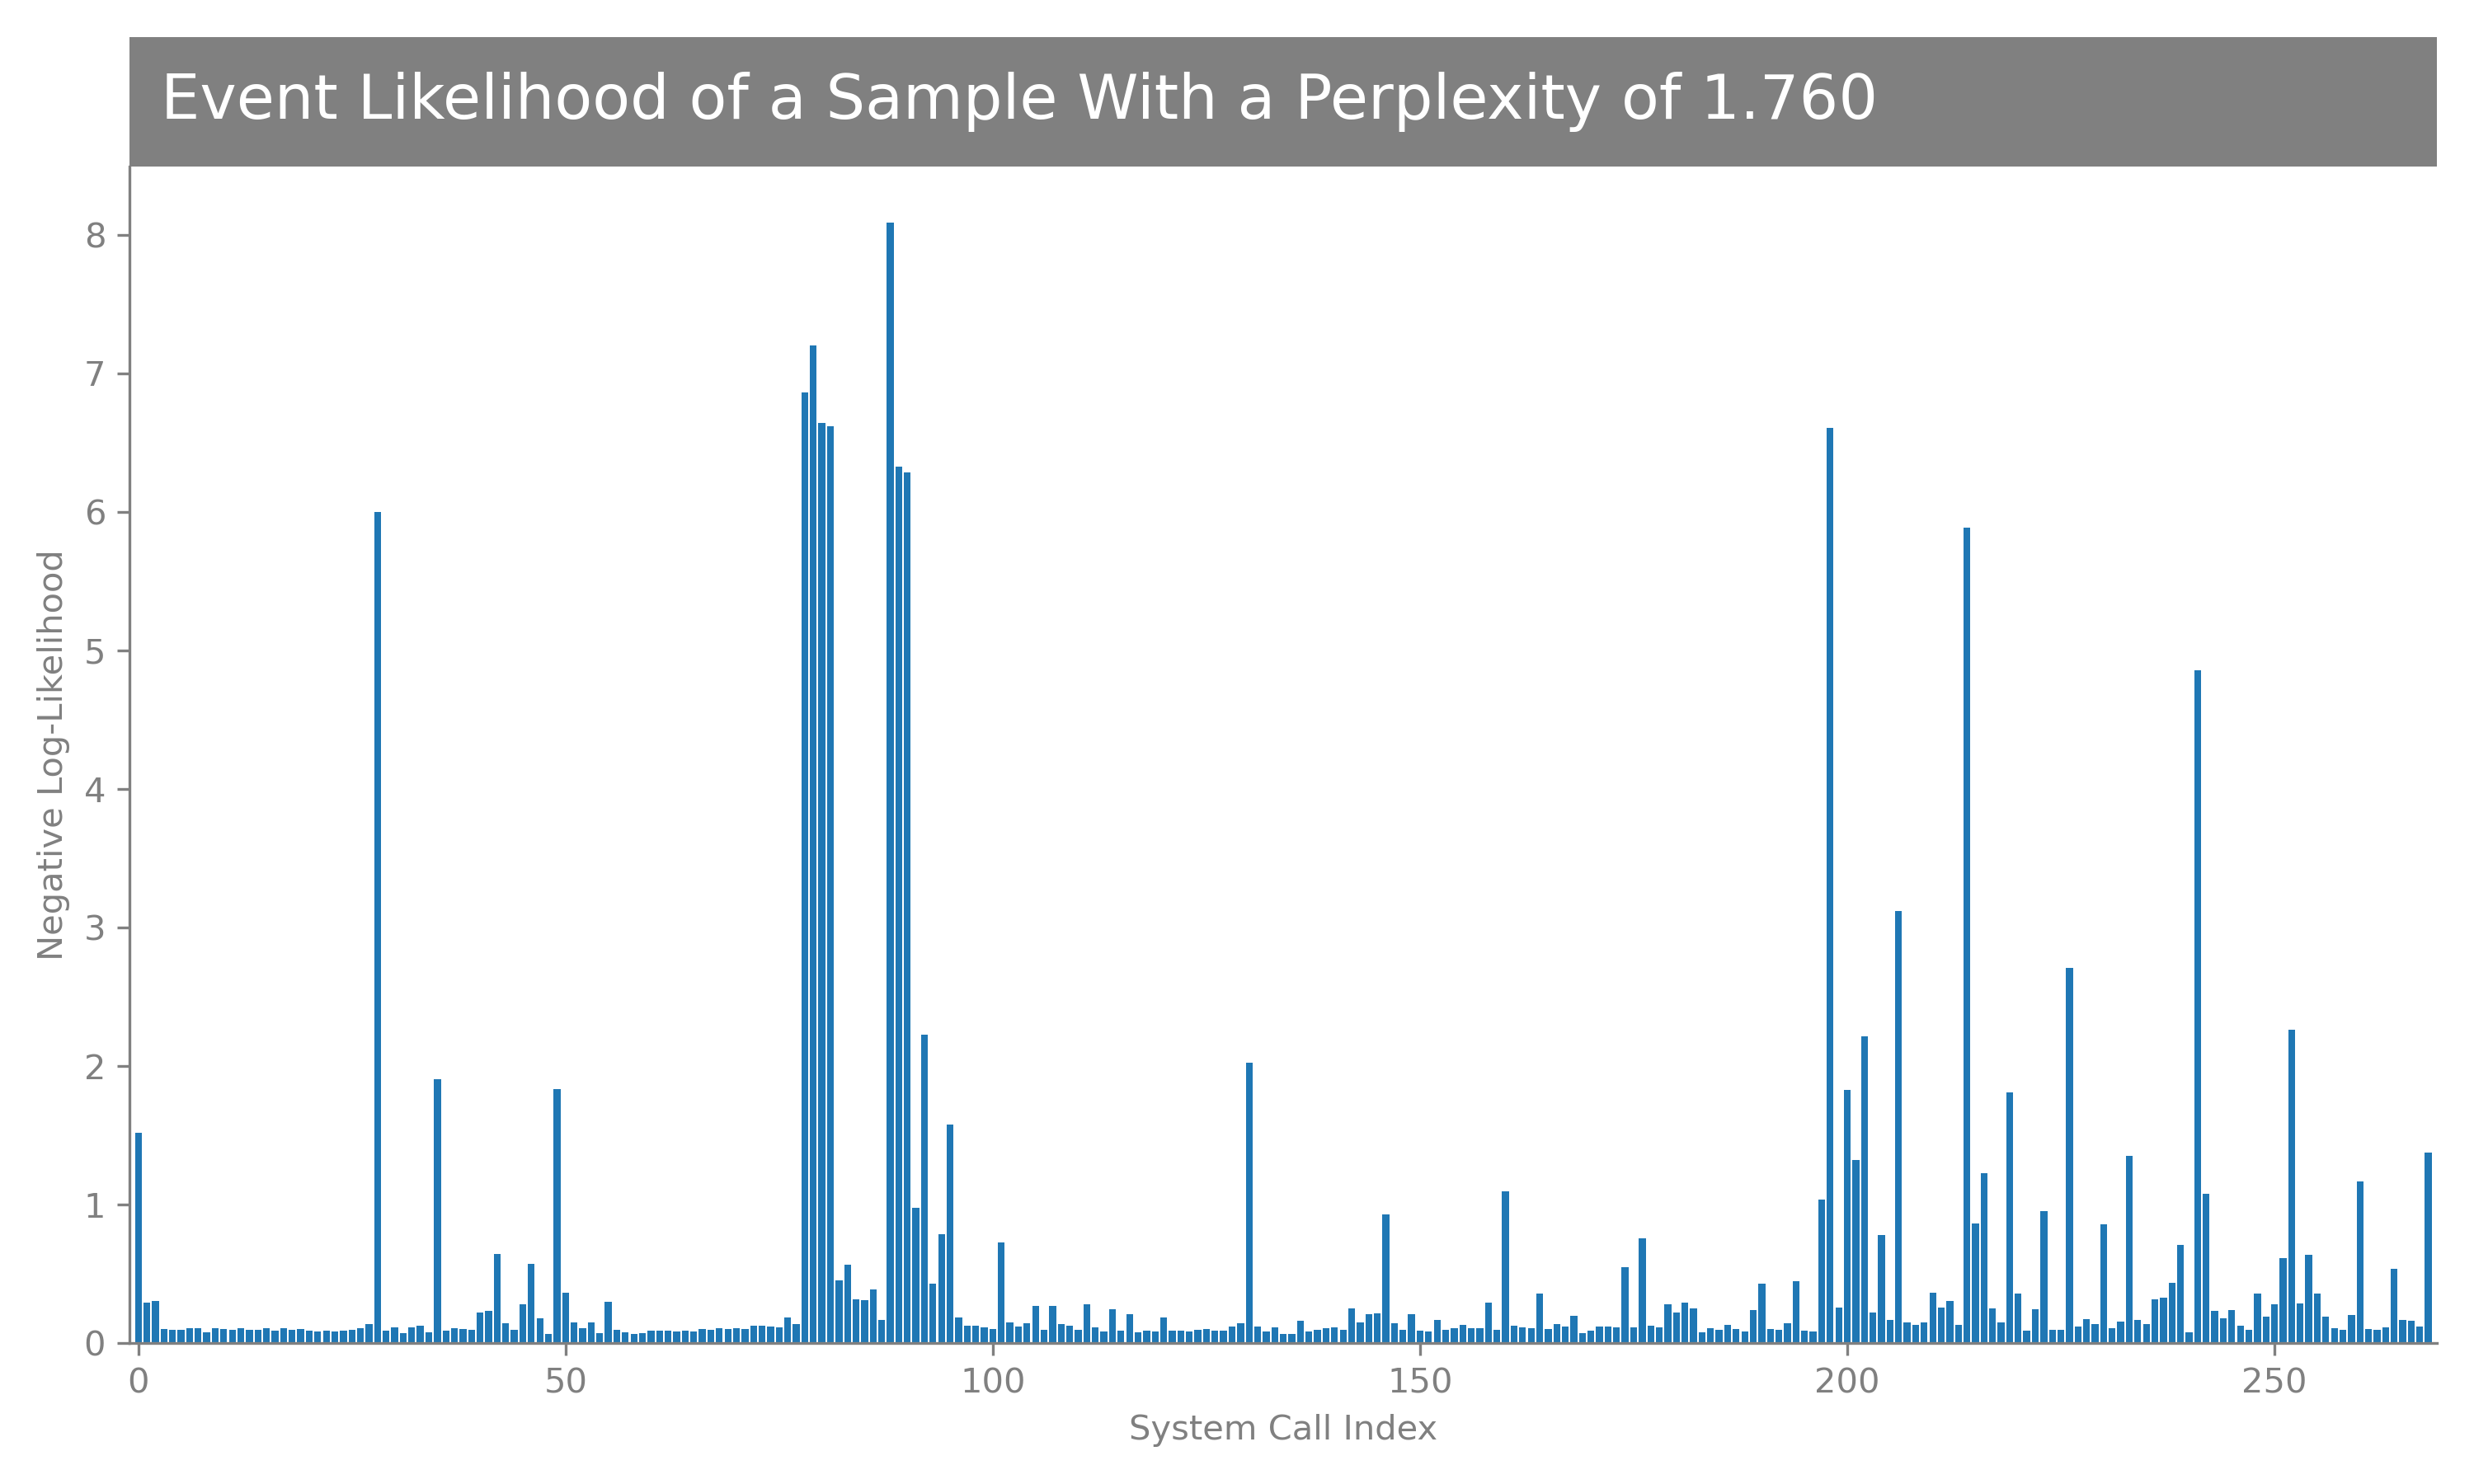 Event Likelihood of a Sample With a Perplexity of 1.760
8
7
6
5
4
3
2
1
0
Negative Log-Likelihood
0 50 100 150 200 250
System Call Index